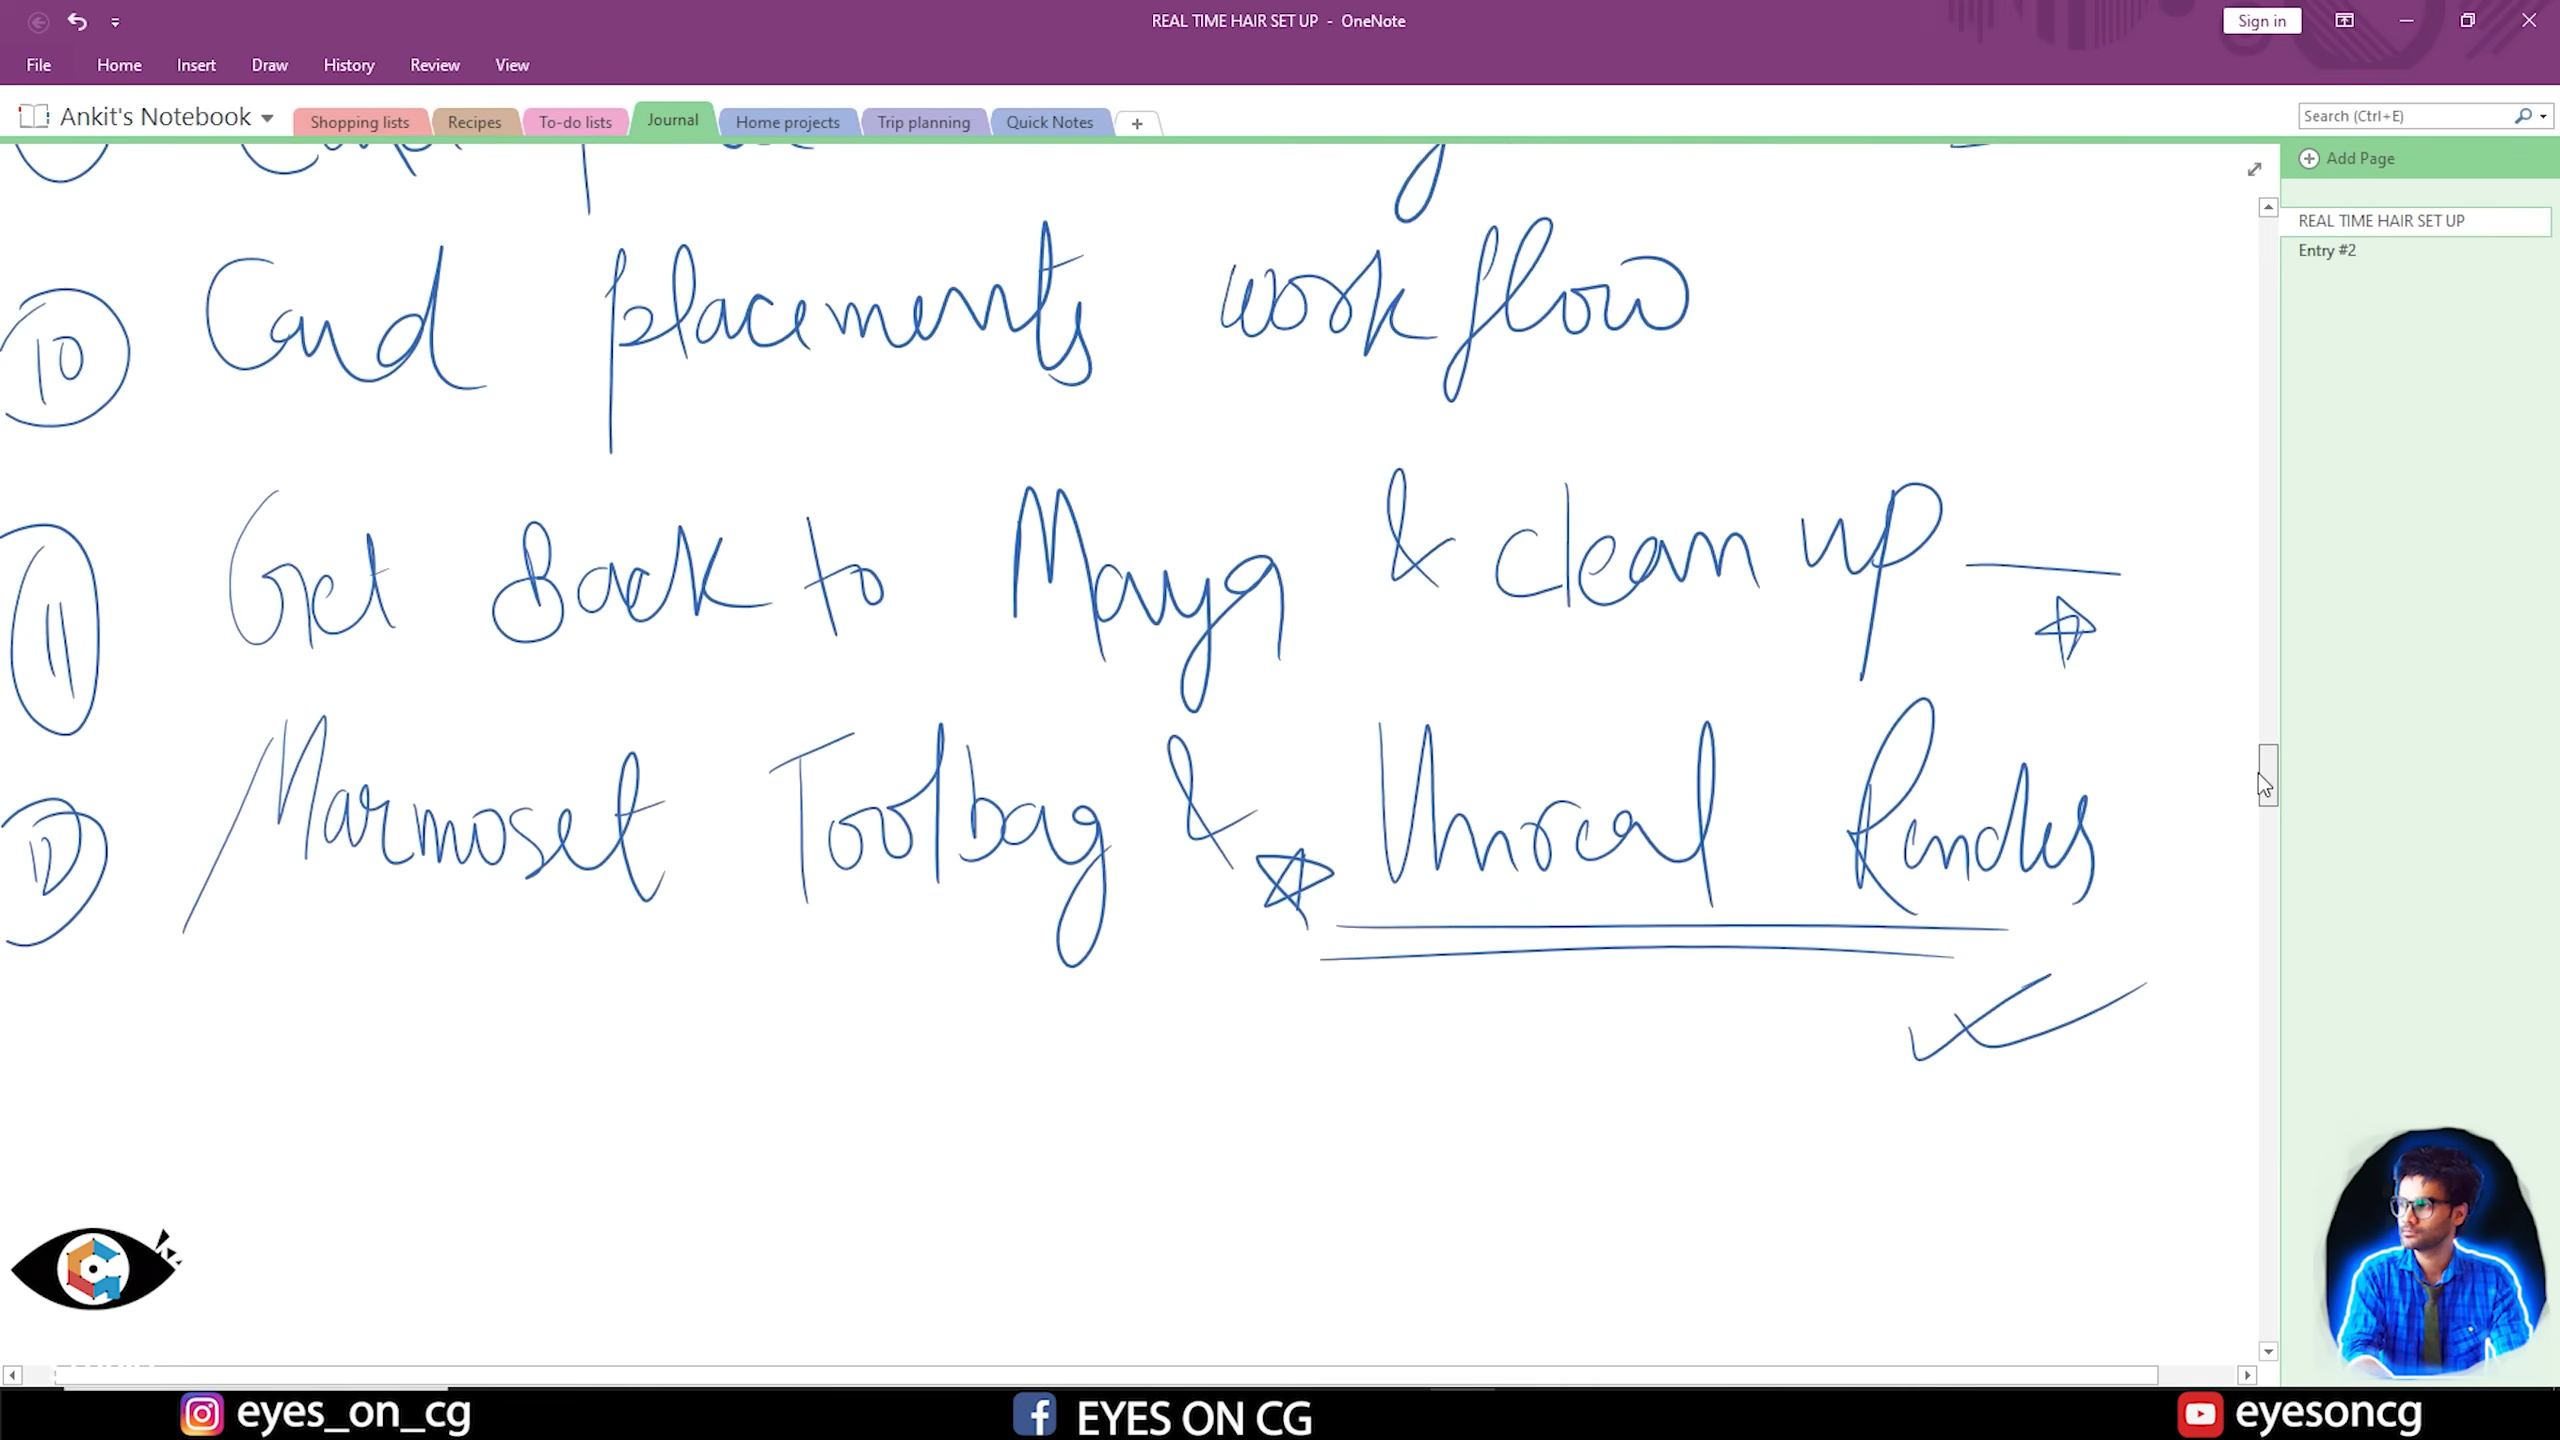 REAL TIME HAIR SET UP - OneNote
Sign in
File Home Insert Draw History Review View
Ankit's Notebook
Shopping lists Recipes To-do lists Journal Home projects Trip planning Quick Notes
Search (Ctrl+E)
Add Page
REAL TIME HAIR SET UP
Entry #2
10 Card placements workflow
11 Get Back to Maya & clean up
12 Marmoset Toolbag & Unreal Renders
eyes_on_cg
EYES ON CG
eyesoncg